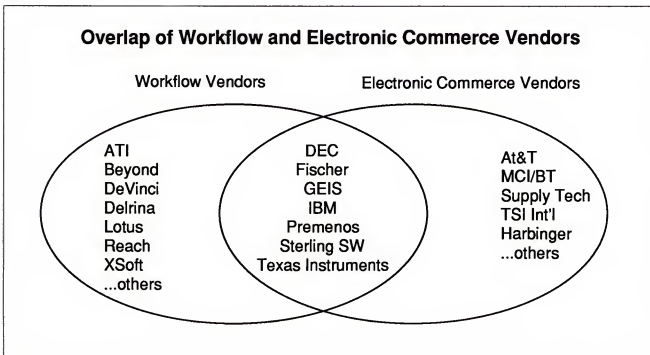 Overlap of Workflow and Electronic Commerce Vendors
Workflow Vendors
Electronic Commerce Vendors
ATI
Beyond
DeVinci
Delrina
Lotus
Reach
XSoft
...others
DEC
Fischer
GEIS
IBM
Premenos
Sterling SW
Texas Instruments
At&T
MCI/BT
Supply Tech
TSI Int'l
Harbinger
...others